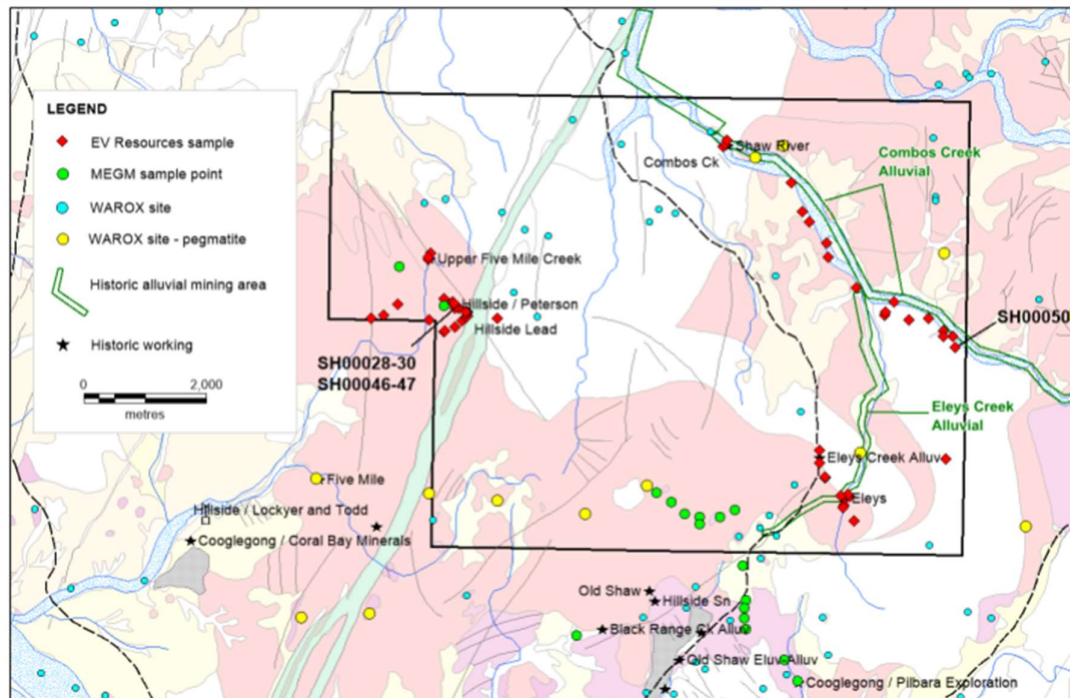 LEGEND
EV Resources sample
MEGM sample point
WAROX site
WAROX site - pegmatite
Historic alluvial mining area
Historic working
0
2,000
metres
Shaw River
Combos Ck
Combos Creek
Alluvial
Upper Five Mile Creek
Hillside / Peterson
Hillside Lead
SH00028-30
SH00046-47
SH00050
Eleys Creek
Alluvial
Eleys Creek Alluv
Eleys
Five Mile
Hillside / Lockyer and Todd
Cooglegong / Coral Bay Minerals
Old Shaw
Hillside Sn
Black Range Ck Alluv
Old Shaw Eluv Alluv
Cooglegong / Pilbara Exploration